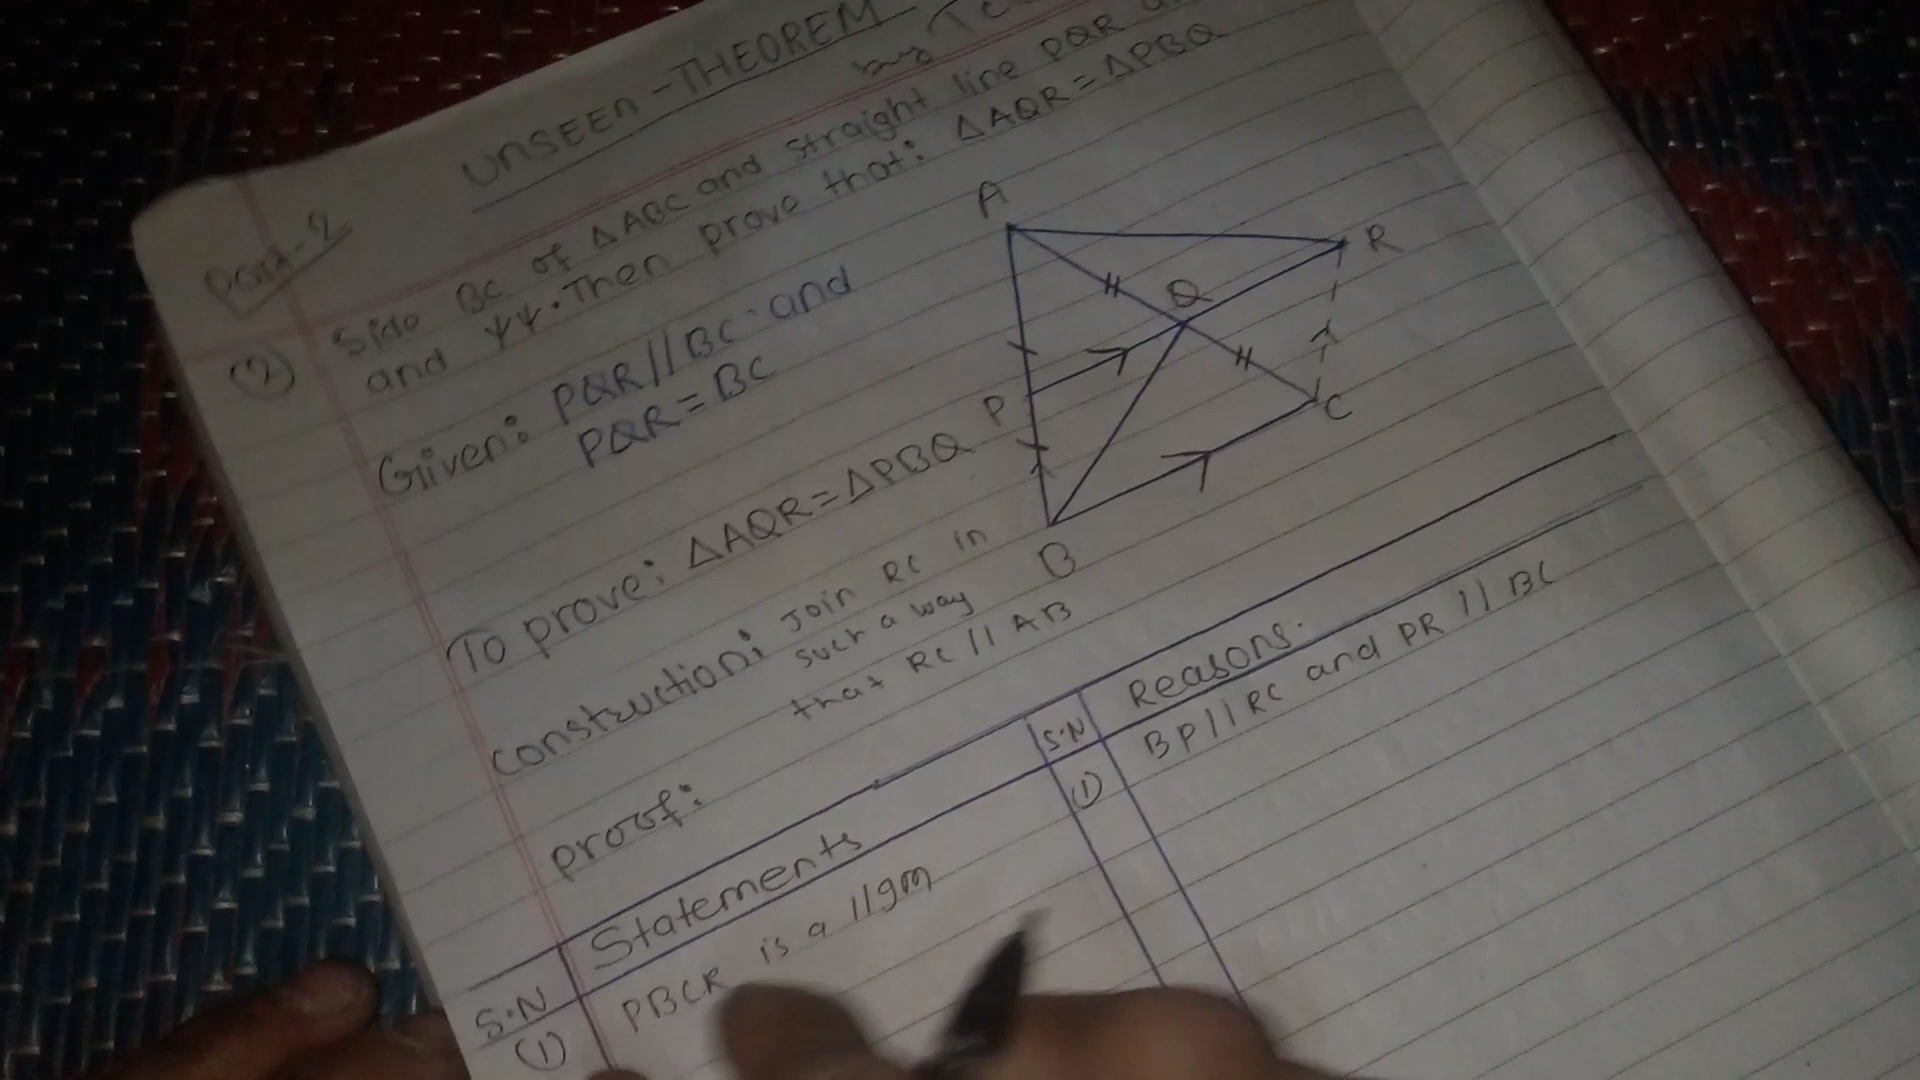 UNSEEn-THEOREM
by
Part-2
(2) Side BC of ΔABC and straight line PQR
and ΨΨ. Then prove that: ΔAQR = ΔPBQ
Given: PQR//BC and
PQR = BC
To prove: ΔAQR = ΔPBQ
construction: Join RC in
such a way
that RC // AB
proof:
A
R
Q
P
C
B
S.N Statements S.N Reasons.
(1) PBCR is a //gm (1) BP//RC and PR // BC